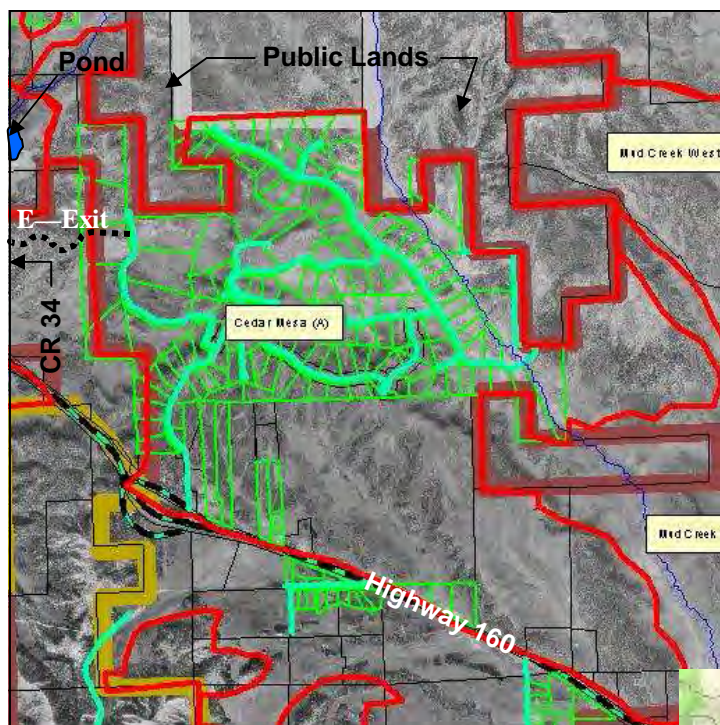 Pond
Public Lands
Mud Creek West
E—Exit
CR 34
Cedar Mesa (A)
Mud Creek
Highway 160